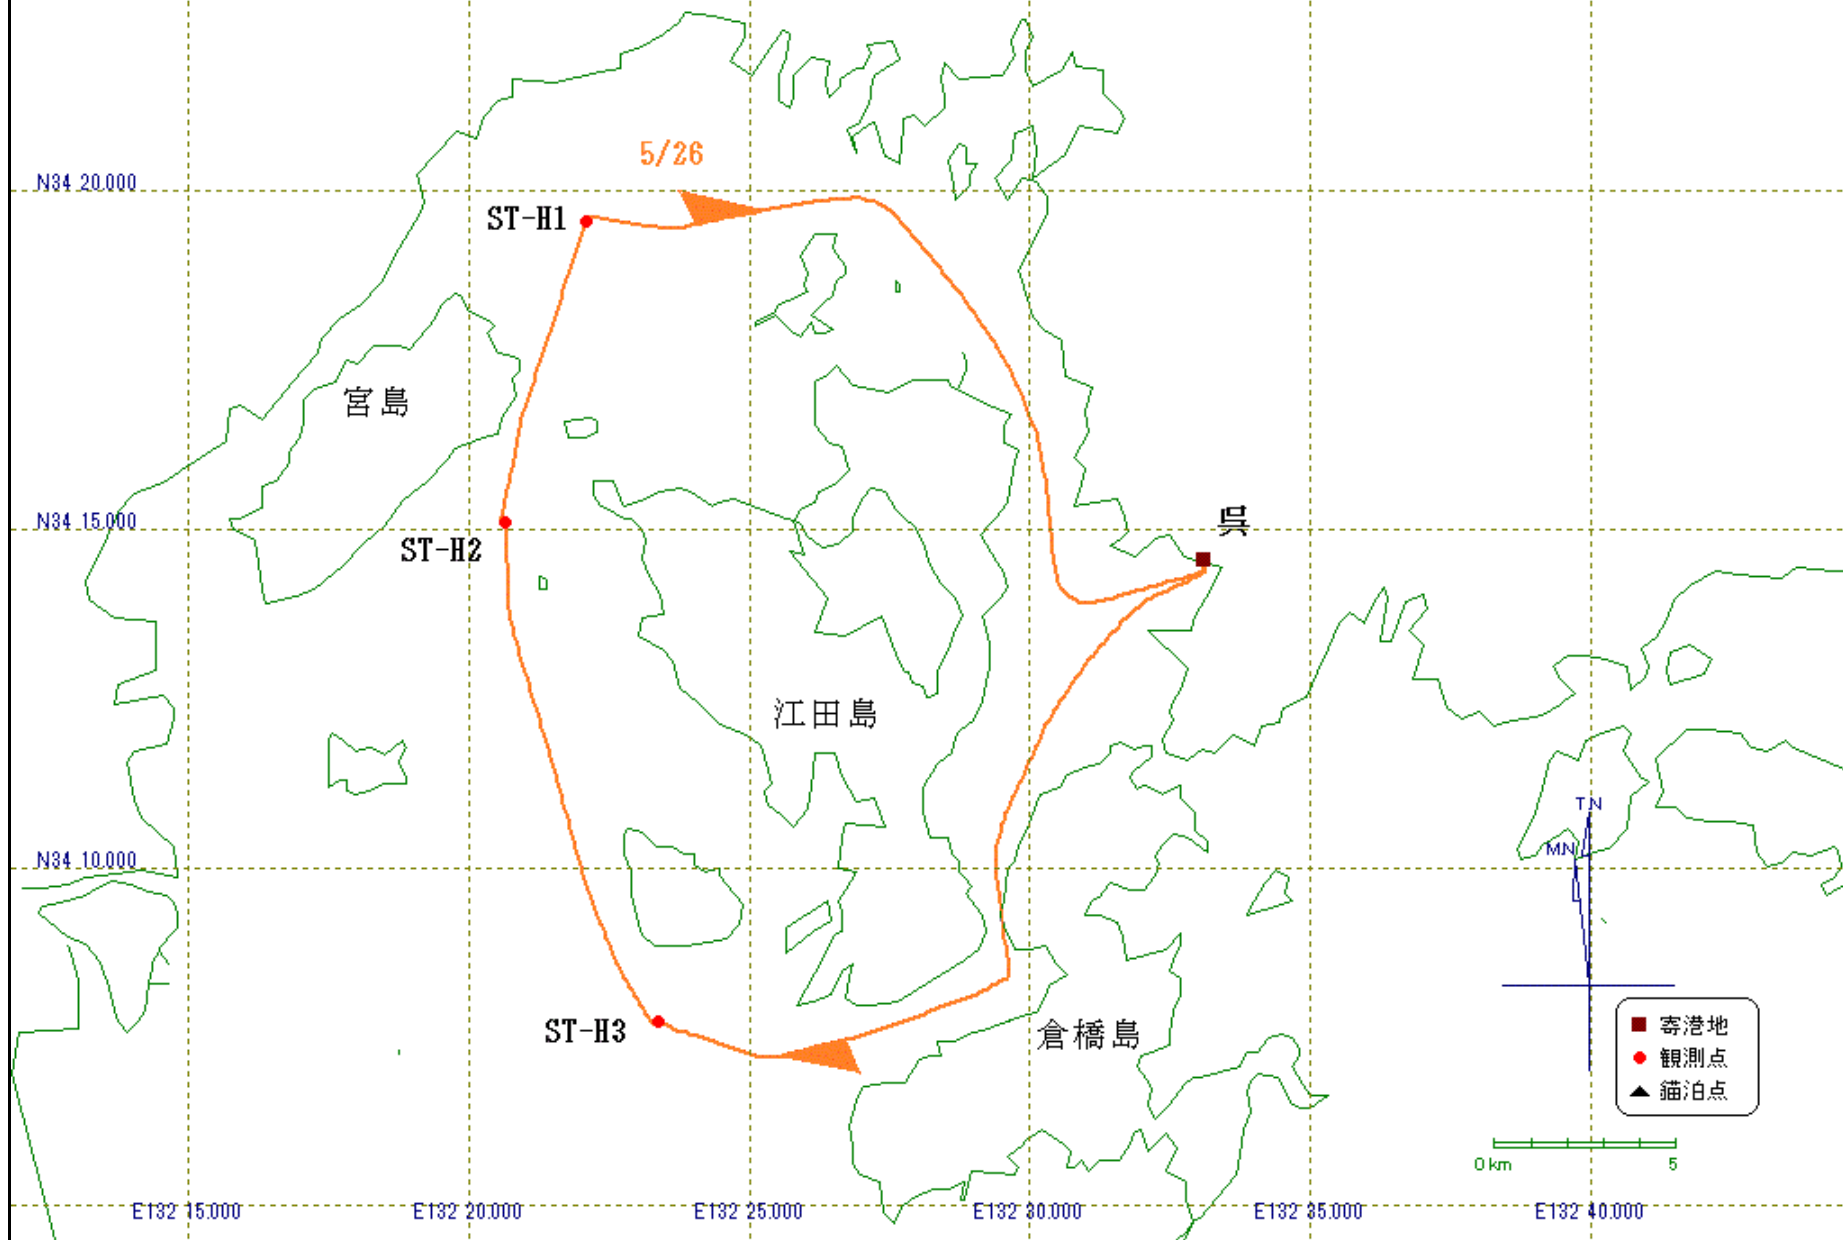 5/26
N34 20.000
ST-H1
宮島
N34 15.000
呉
ST-H2
江田島
TN
MN
N34 10.000
ST-H3
倉橋島
寄港地
観測点
錨泊点
0 km 5
E132 15.000 E132 20.000 E132 25.000 E132 30.000 E132 35.000 E132 40.000